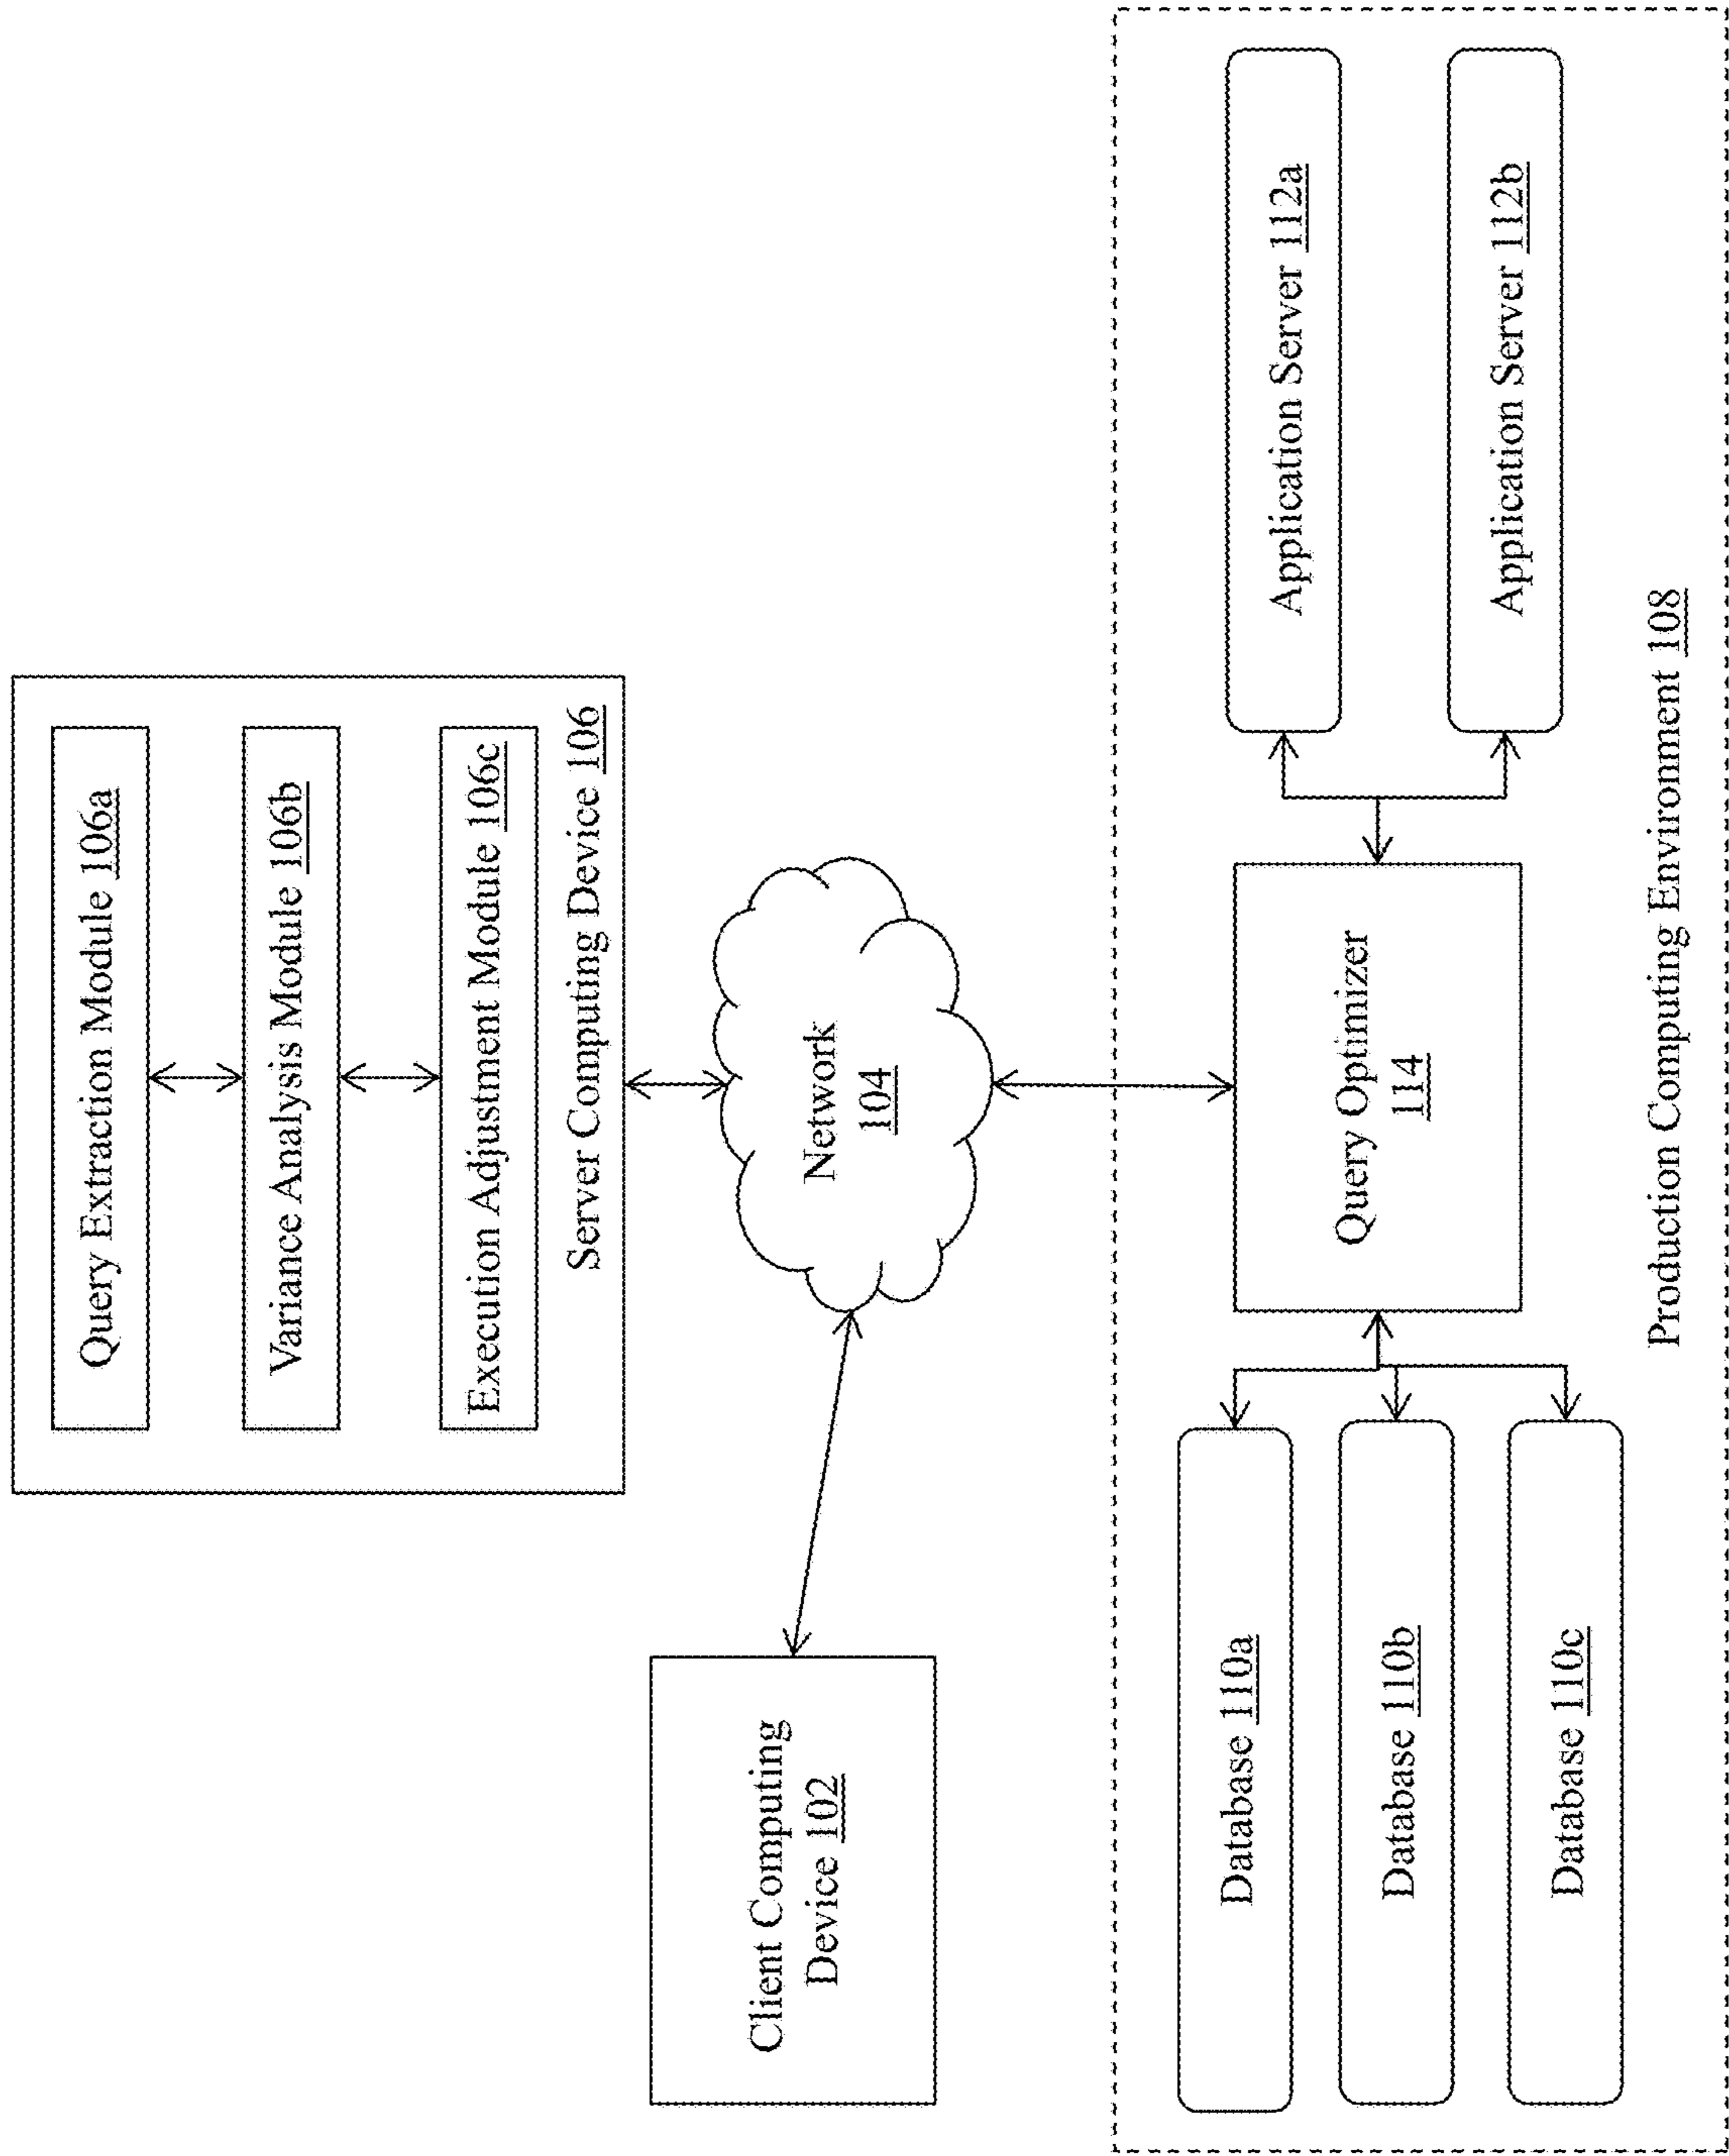 Query Extraction Module 106a
Variance Analysis Module 106b
Execution Adjustment Module 106c
Server Computing Device 106
Client Computing
Device 102
Network
104
Database 110a
Database 110b
Database 110c
Query Optimizer
114
Application Server 112a
Application Server 112b
Production Computing Environment 108